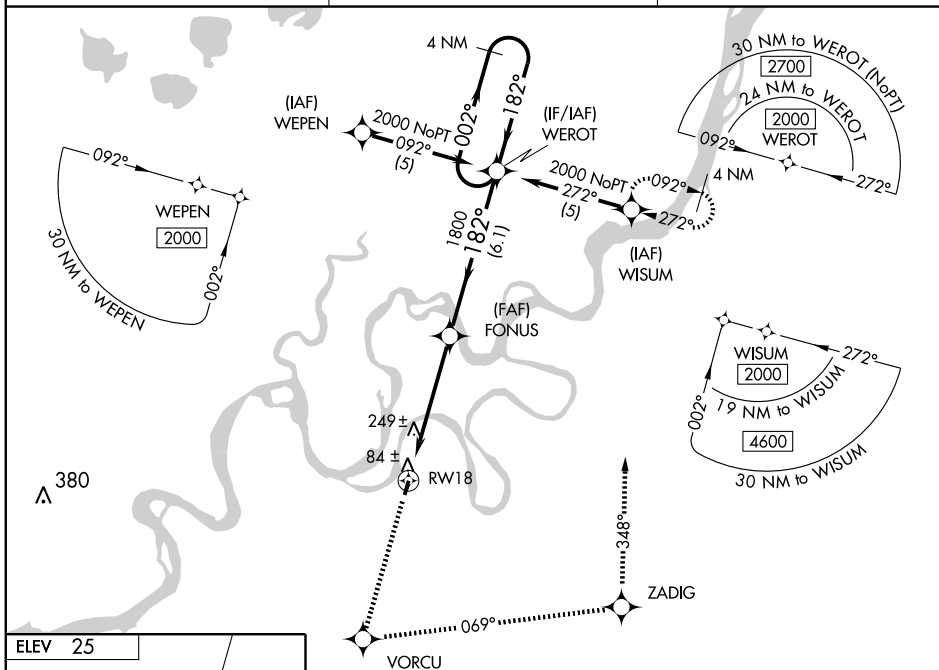 4 NM
182°
002°
(IAF)
WEPEN
2000 NoPT
092°
(5)
(IF/IAF)
WEROT
30 NM to WEROT (NoPT)
2700
24 NM to WEROT
2000
WEROT
092°
272°
4 NM
2000 NoPT
272°
(5)
092°
272°
(IAF)
WISUM
092°
WEPEN
2000
002°
30 NM to WEPEN
1800
182°
(6.1)
(FAF)
FONUS
WISUM
2000
272°
002°
19 NM to WISUM
4600
30 NM to WISUM
249 ±
84 ±
RW18
380
348°
ZADIG
069°
VORCU
ELEV 25